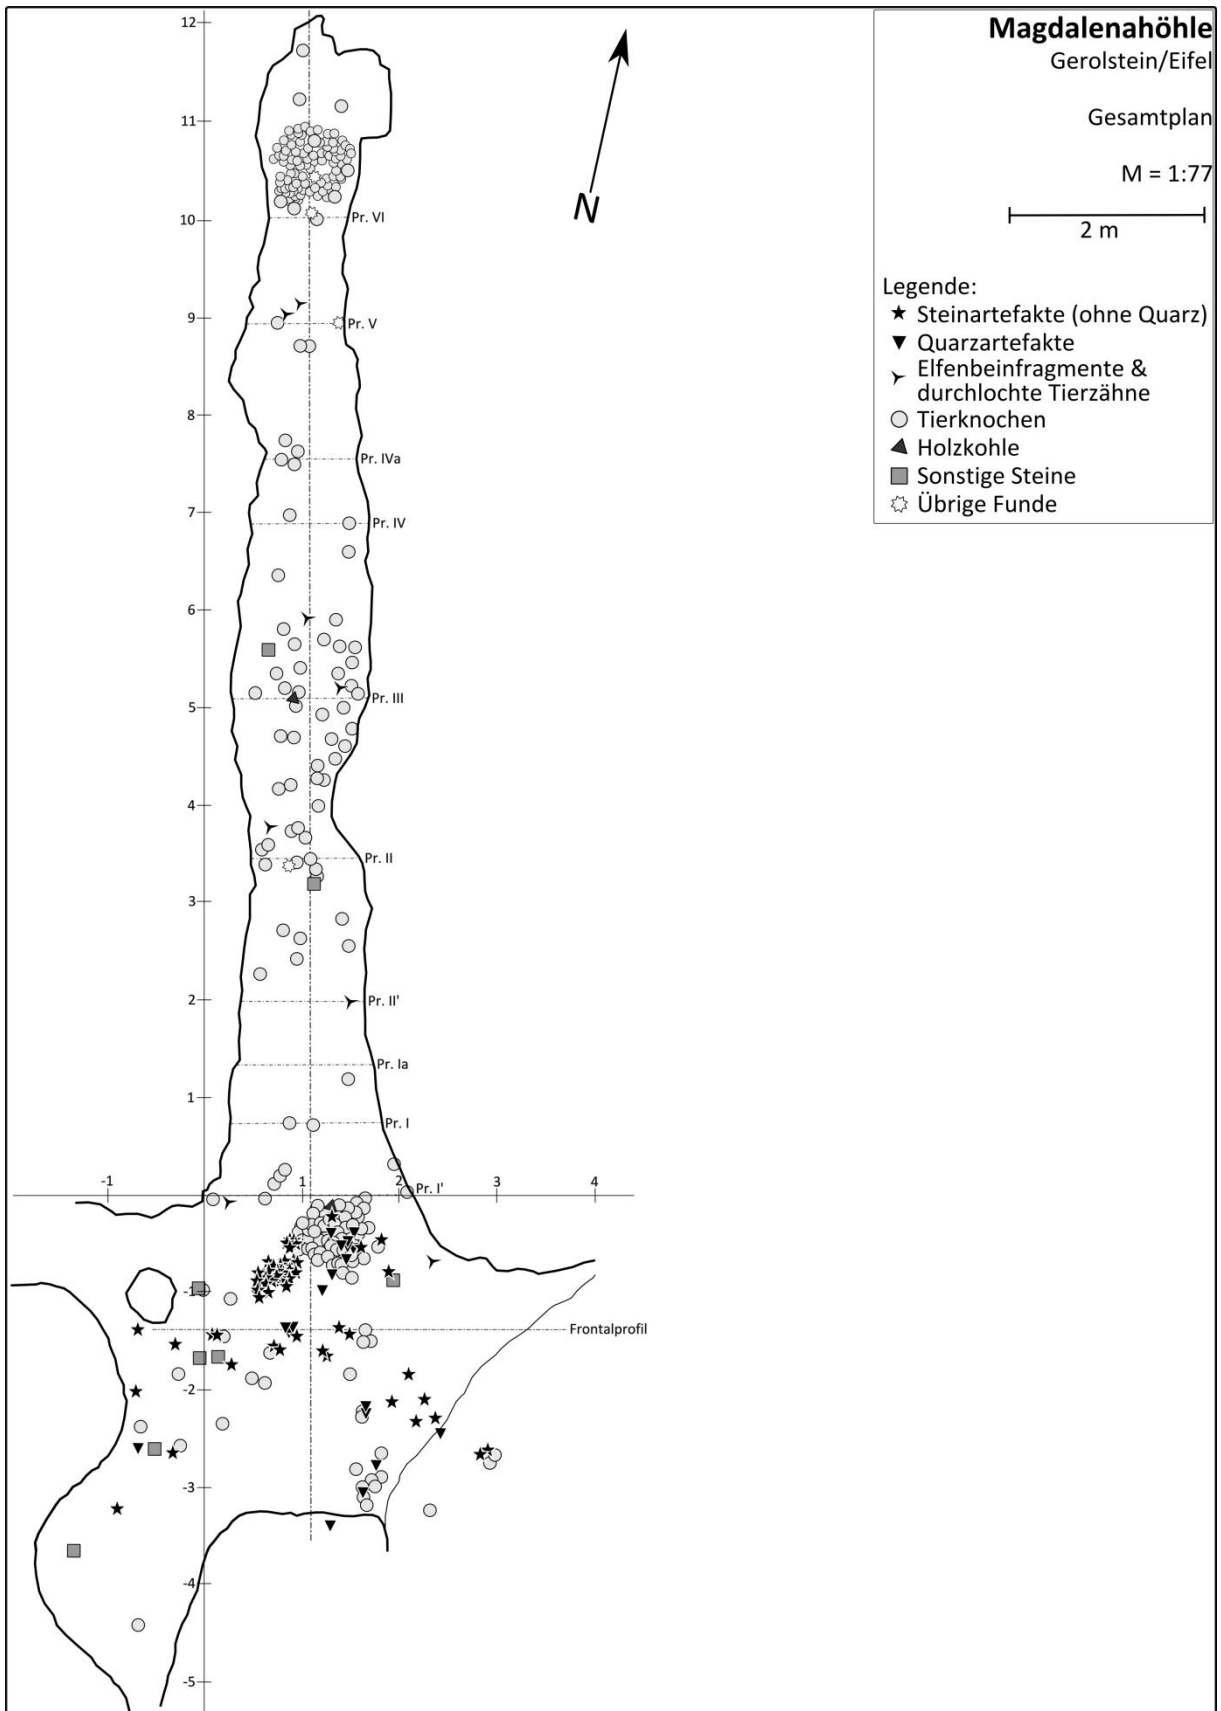 Magdalenahöhle
Gerolstein/Eifel
Gesamtplan
M = 1:77
2 m
N
Legende:
Steinartefakte (ohne Quarz)
Quarzartefakte
Elfenbeinfragmente &
durchlochte Tierzähne
Tierknochen
Holzkohle
Sonstige Steine
Übrige Funde
12
11
10
Pr. VI
9
Pr. V
8
Pr. IVa
7
Pr. IV
6
Pr. III
5
4
Pr. II
3
2
Pr. II'
Pr. Ia
1
Pr. I
-1
1
2
3
4
Pr. I'
-1
Frontalprofil
-2
-3
-4
-5